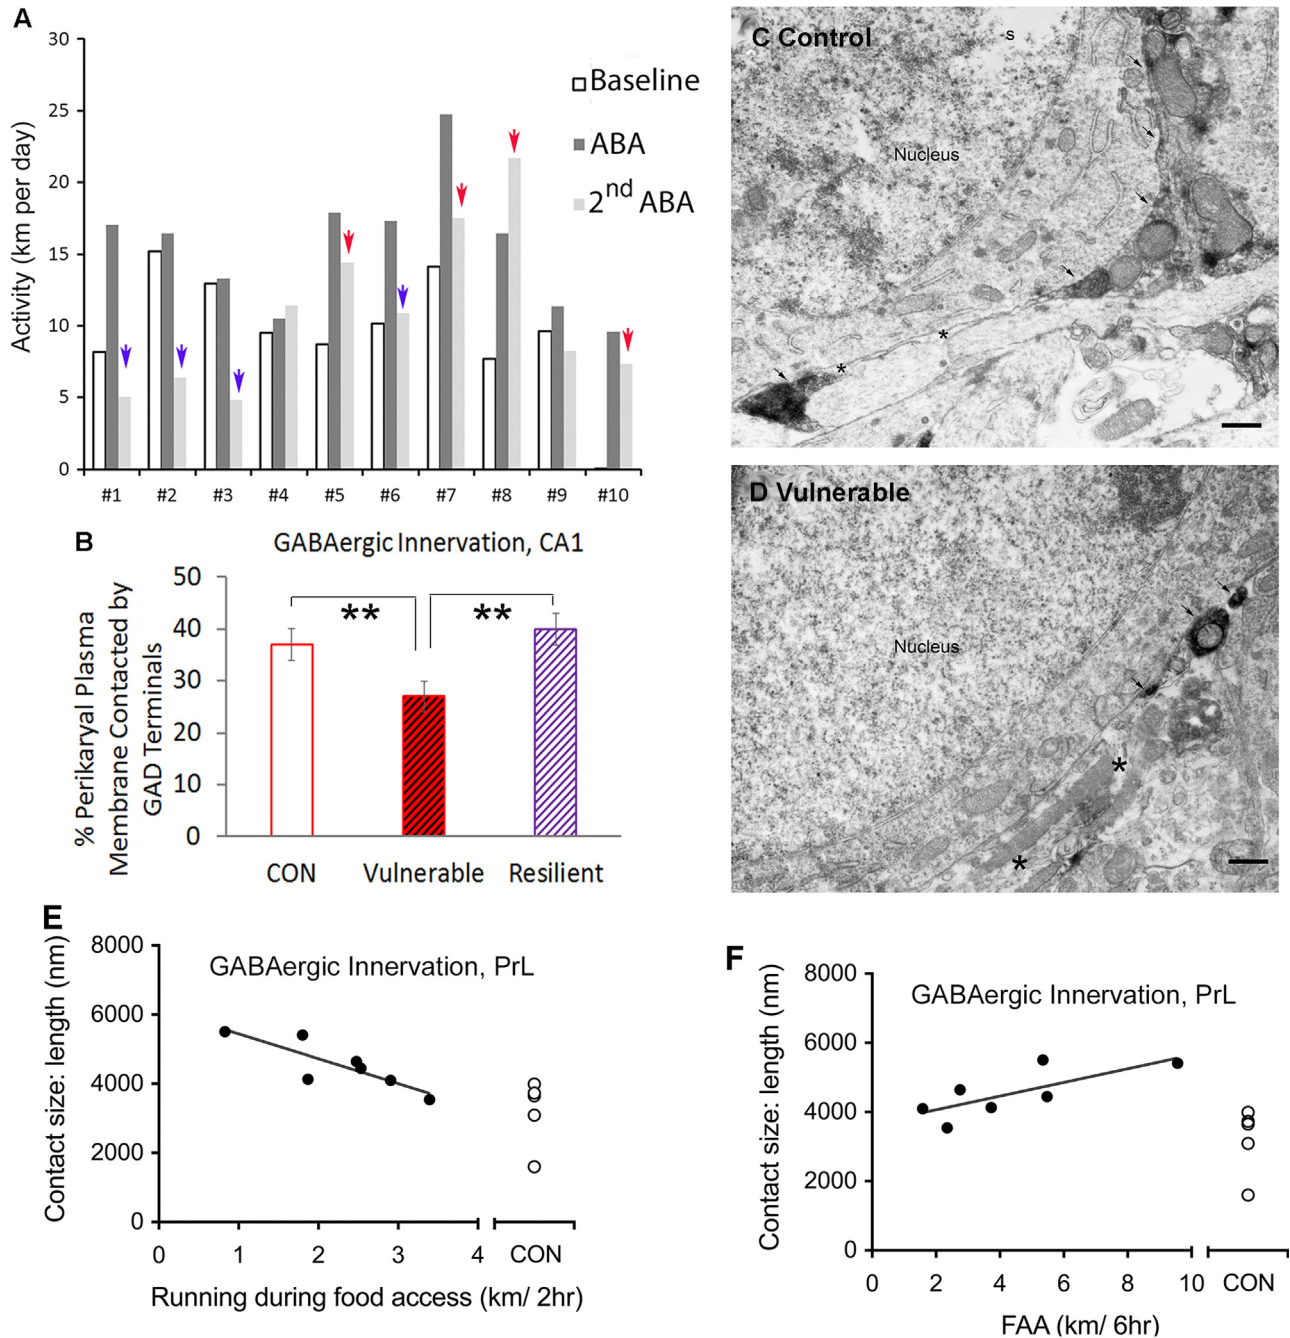 A
30
25
20
15
10
5
0
Activity (km per day)
Baseline
ABA
2nd ABA
#1 #2 #3 #4 #5 #6 #7 #8 #9 #10
B
GABAergic Innervation, CA1
50
40
30
20
10
0
% Perikaryal Plasma
Membrane Contacted by
GAD Terminals
** **
CON Vulnerable Resilient
C Control
s
Nucleus
*
*
D Vulnerable
Nucleus
*
*
E
GABAergic Innervation, PrL
8000
6000
4000
2000
0
Contact size: length (nm)
0 1 2 3 4 CON
Running during food access (km/ 2hr)
F
GABAergic Innervation, PrL
8000
6000
4000
2000
0
Contact size: length (nm)
0 2 4 6 8 10 CON
FAA (km/ 6hr)